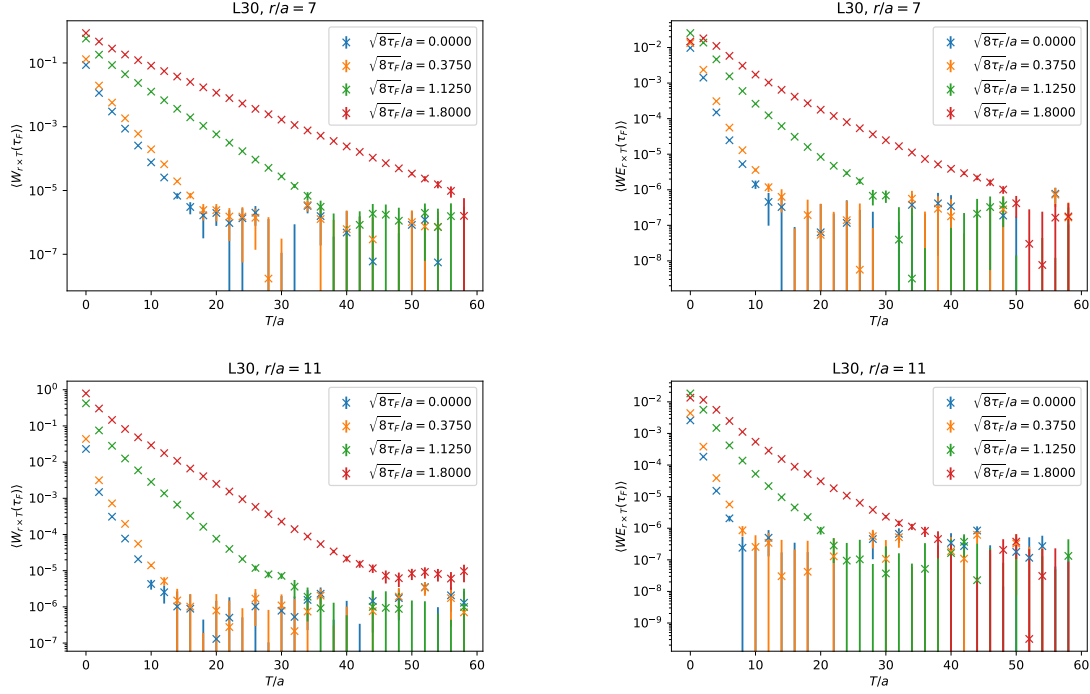 L30, r/a = 7
⟨W_{r×T}(τ_F)⟩
10^{-1}
10^{-3}
10^{-5}
10^{-7}
√8τ_F/a = 0.0000
√8τ_F/a = 0.3750
√8τ_F/a = 1.1250
√8τ_F/a = 1.8000
0 10 20 30 40 50 60
T/a
L30, r/a = 7
⟨WE_{r×T}(τ_F)⟩
10^{-2}
10^{-3}
10^{-4}
10^{-5}
10^{-6}
10^{-7}
10^{-8}
√8τ_F/a = 0.0000
√8τ_F/a = 0.3750
√8τ_F/a = 1.1250
√8τ_F/a = 1.8000
0 10 20 30 40 50 60
T/a
L30, r/a = 11
⟨W_{r×T}(τ_F)⟩
10^{0}
10^{-1}
10^{-2}
10^{-3}
10^{-4}
10^{-5}
10^{-6}
10^{-7}
√8τ_F/a = 0.0000
√8τ_F/a = 0.3750
√8τ_F/a = 1.1250
√8τ_F/a = 1.8000
0 10 20 30 40 50 60
T/a
L30, r/a = 11
⟨WE_{r×T}(τ_F)⟩
10^{-2}
10^{-3}
10^{-4}
10^{-5}
10^{-6}
10^{-7}
10^{-8}
10^{-9}
√8τ_F/a = 0.0000
√8τ_F/a = 0.3750
√8τ_F/a = 1.1250
√8τ_F/a = 1.8000
0 10 20 30 40 50 60
T/a